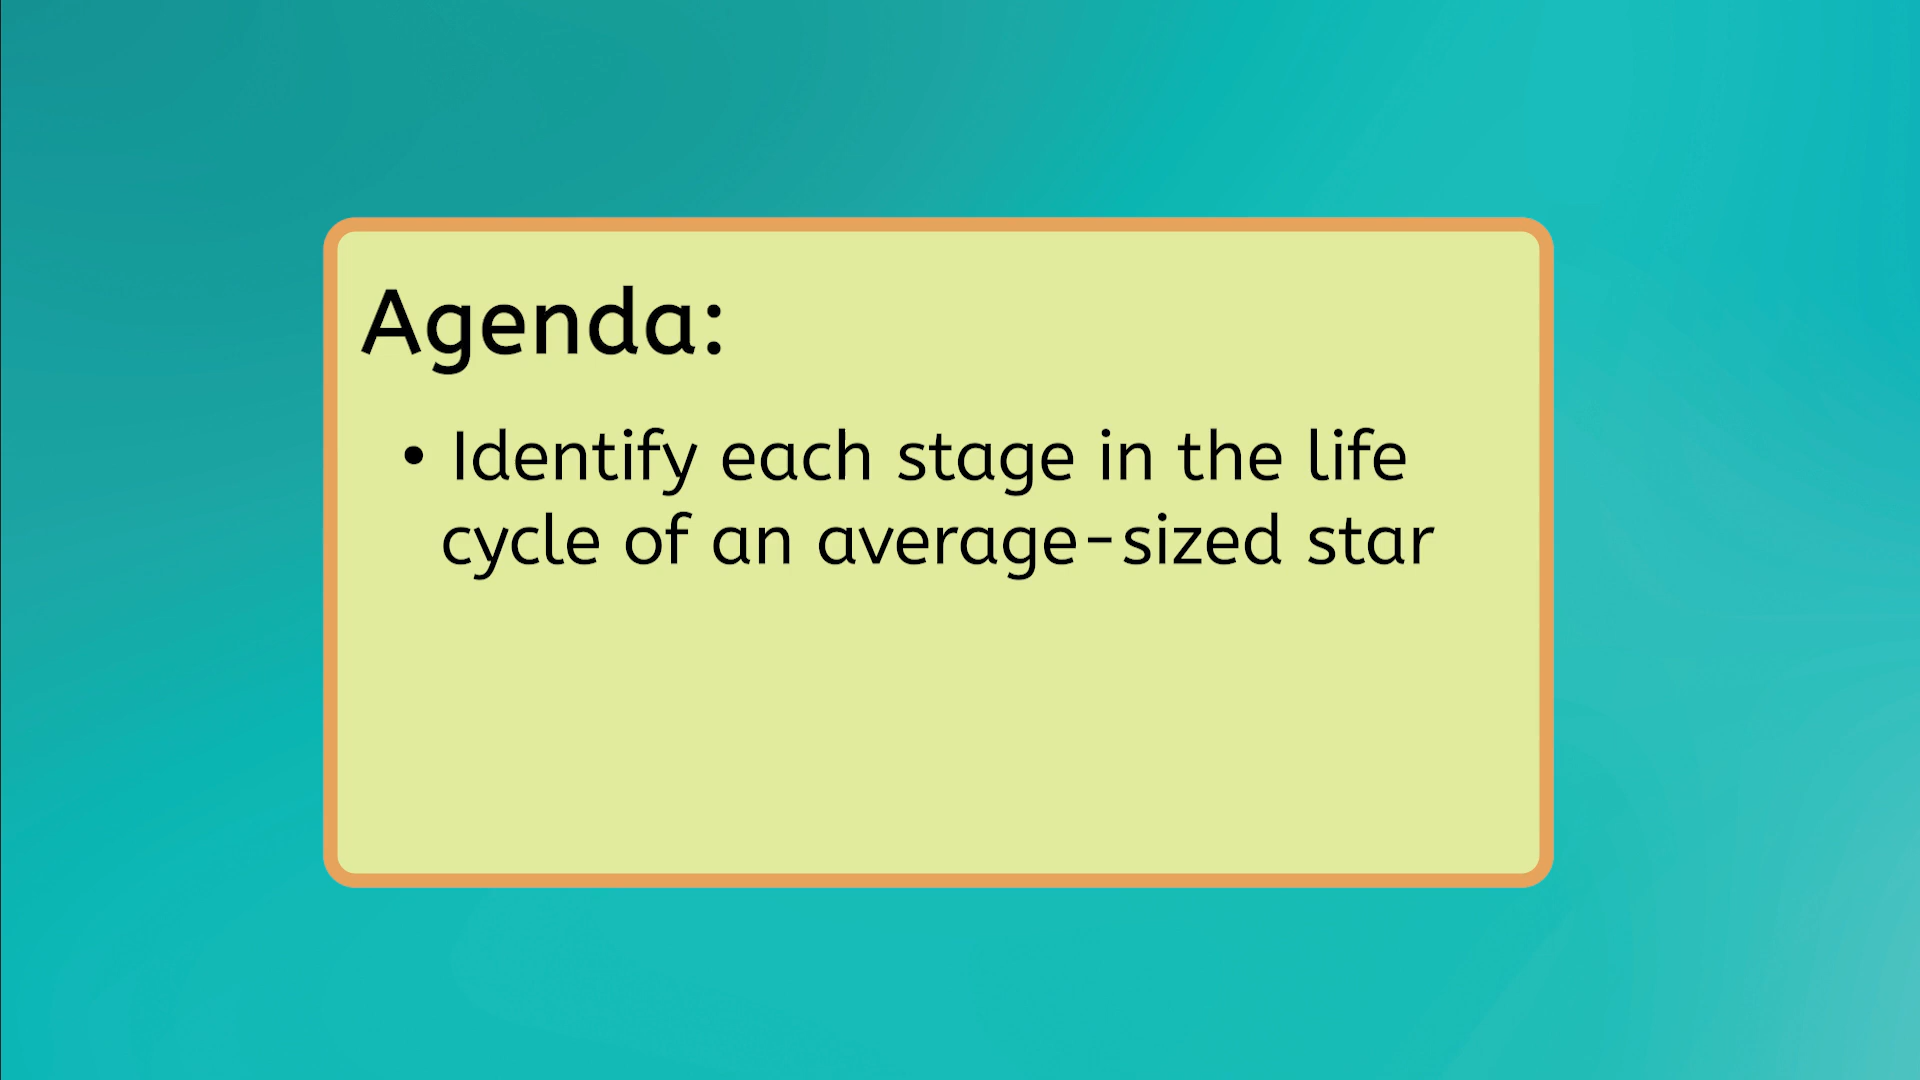 Agenda:
• Identify each stage in the life
cycle of an average-sized star